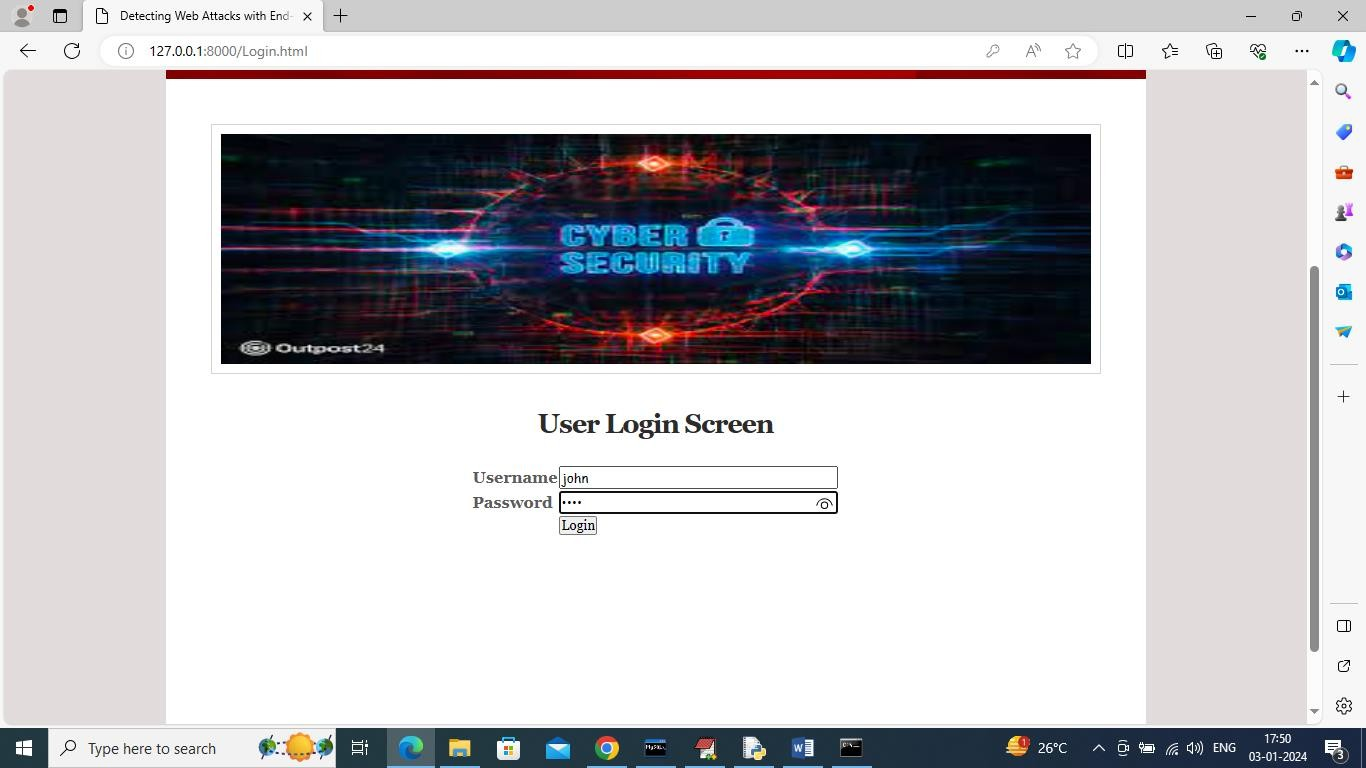 Detecting Web Attacks with End-
127.0.0.1:8000/Login.html
CYBER
SECURITY
Outpost24
User Login Screen
Username john
Password ••••
Login
Type here to search
26°C
ENG
17:50
03-01-2024
3